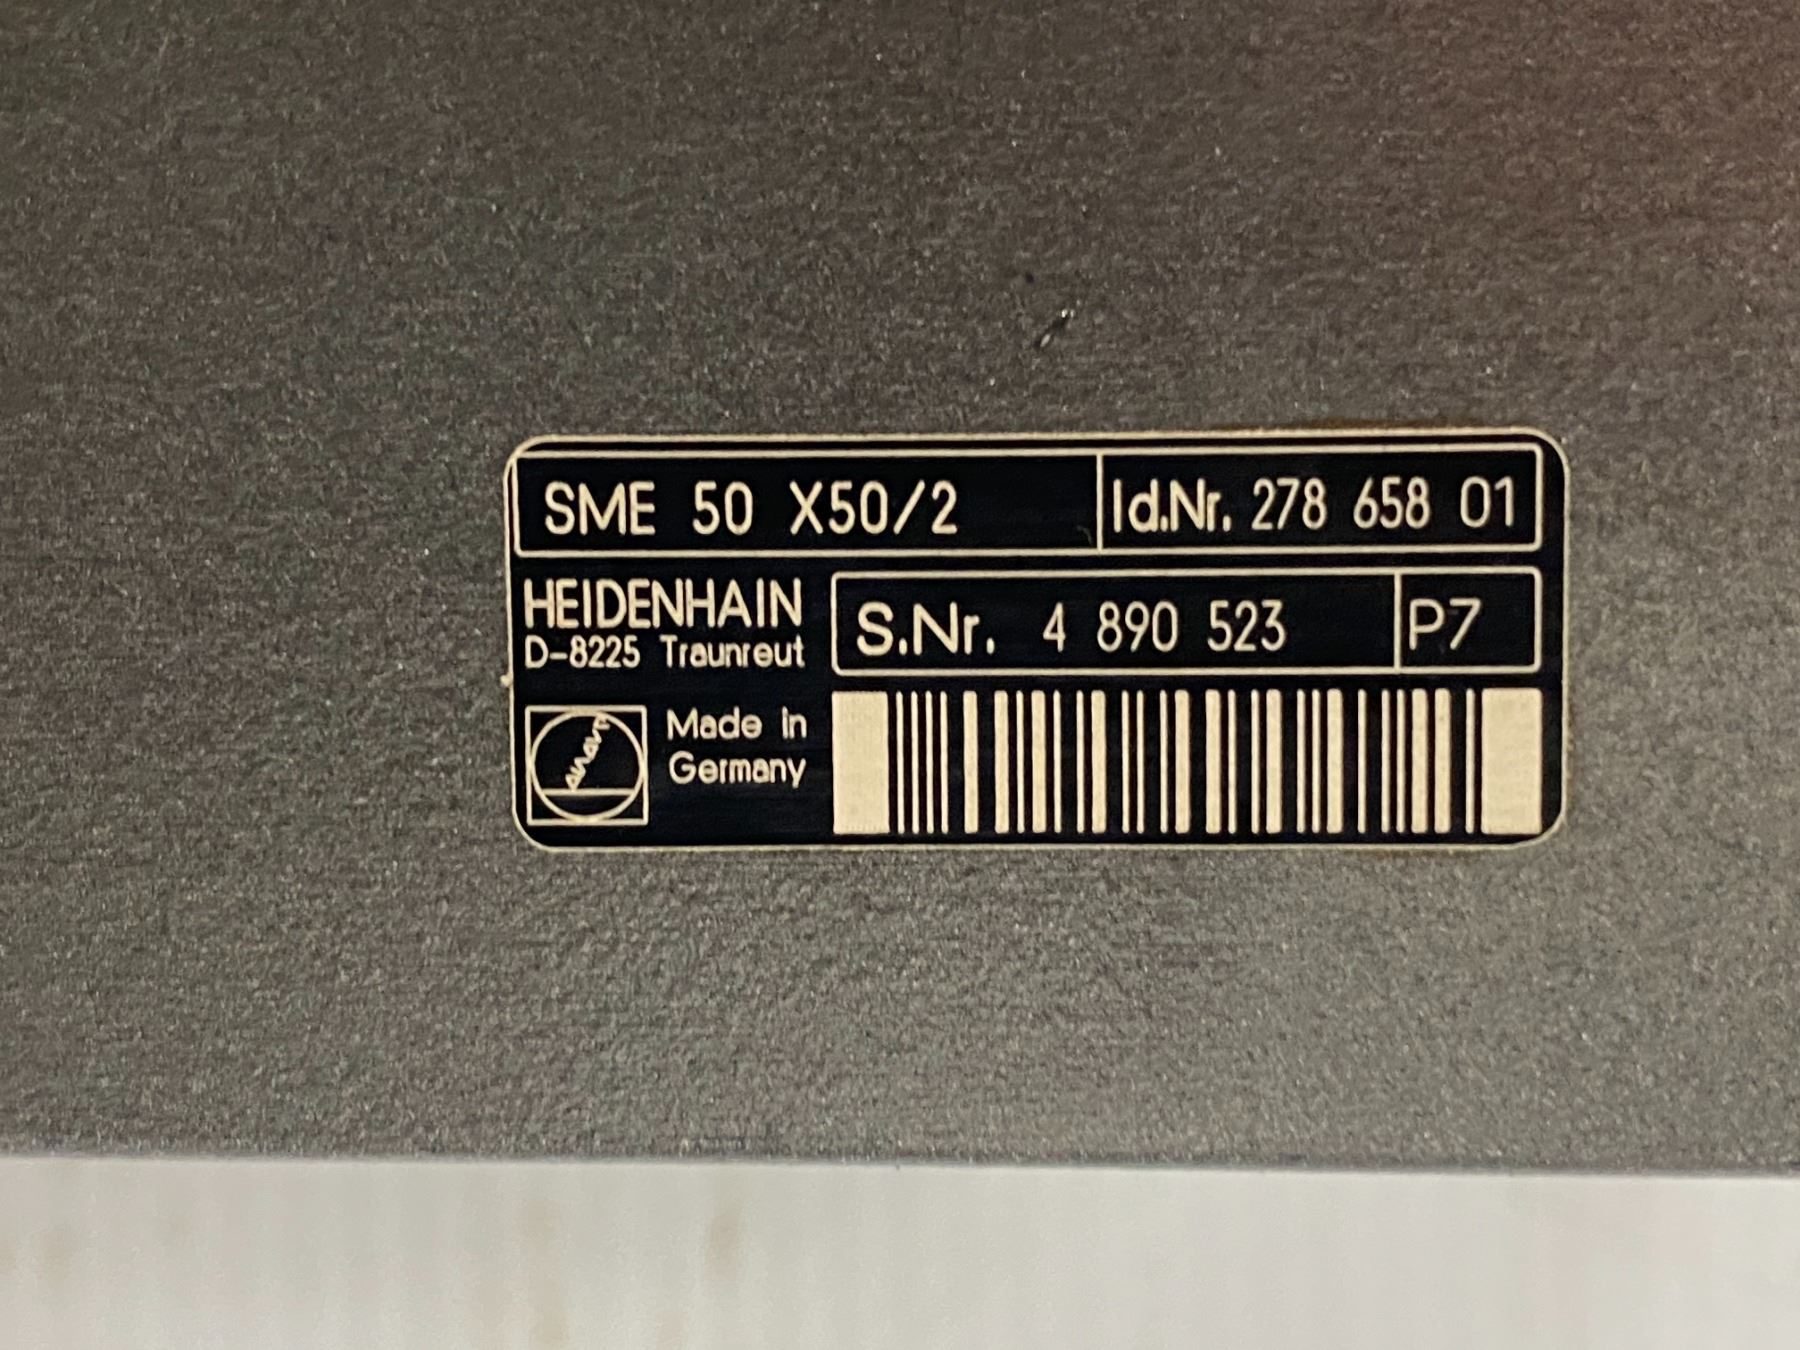 SME 50 X50/2
Id.Nr. 278 658 01
HEIDENHAIN
D-8225 Traunreut
S.Nr. 4 890 523
P7
Made in
Germany